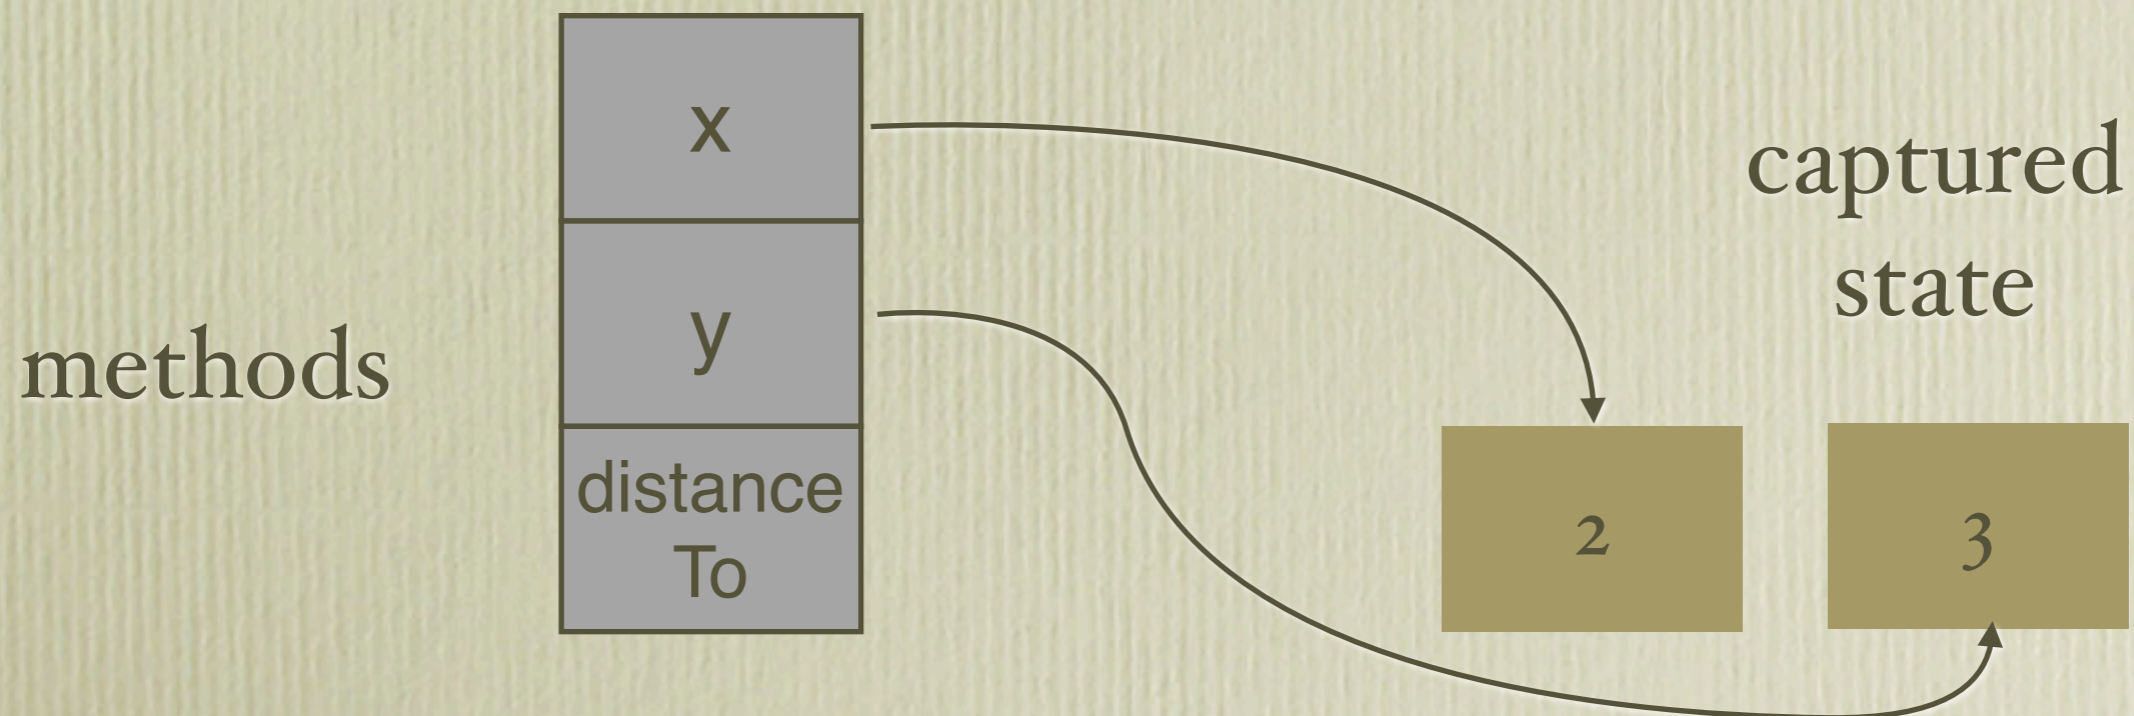 methods
x
y
distance
To
captured
state
2
3